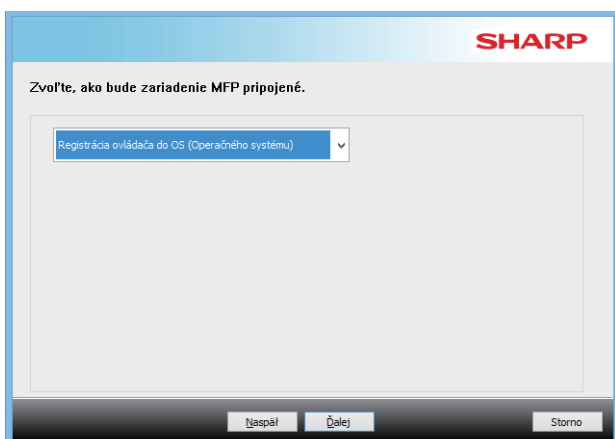 SHARP
Zvoľte, ako bude zariadenie MFP pripojené.
Registrácia ovládača do OS (Operačného systému)
Naspäť
Ďalej
Storno